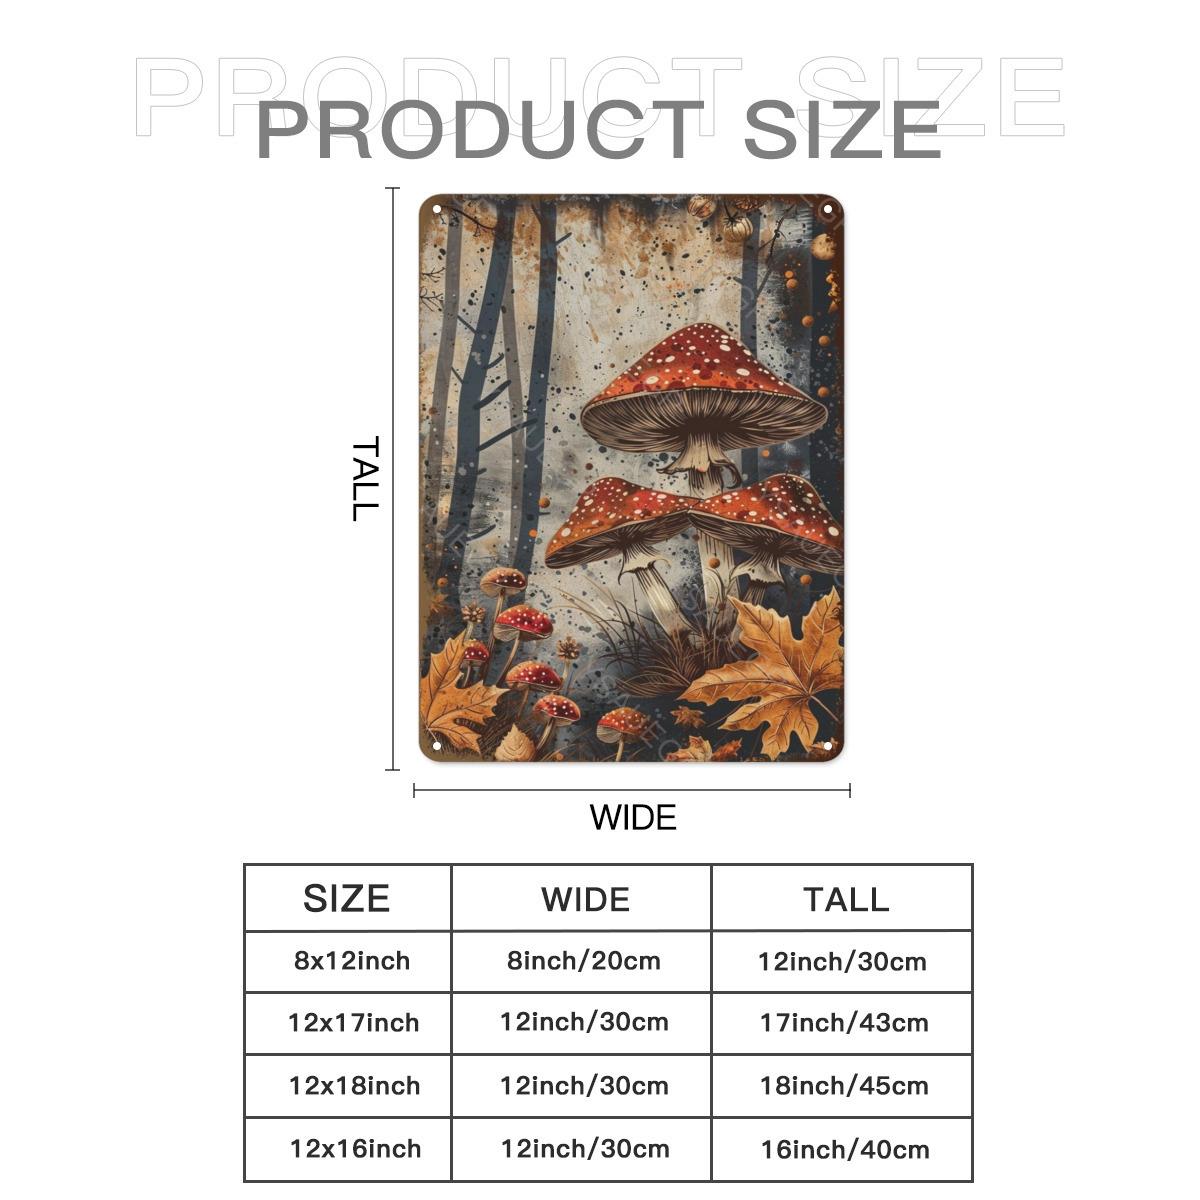 PRODUCT SIZE
PRODUCT SIZE
TALL
WIDE
SIZE WIDE TALL
8x12inch 8inch/20cm 12inch/30cm
12x17inch 12inch/30cm 17inch/43cm
12x18inch 12inch/30cm 18inch/45cm
12x16inch 12inch/30cm 16inch/40cm